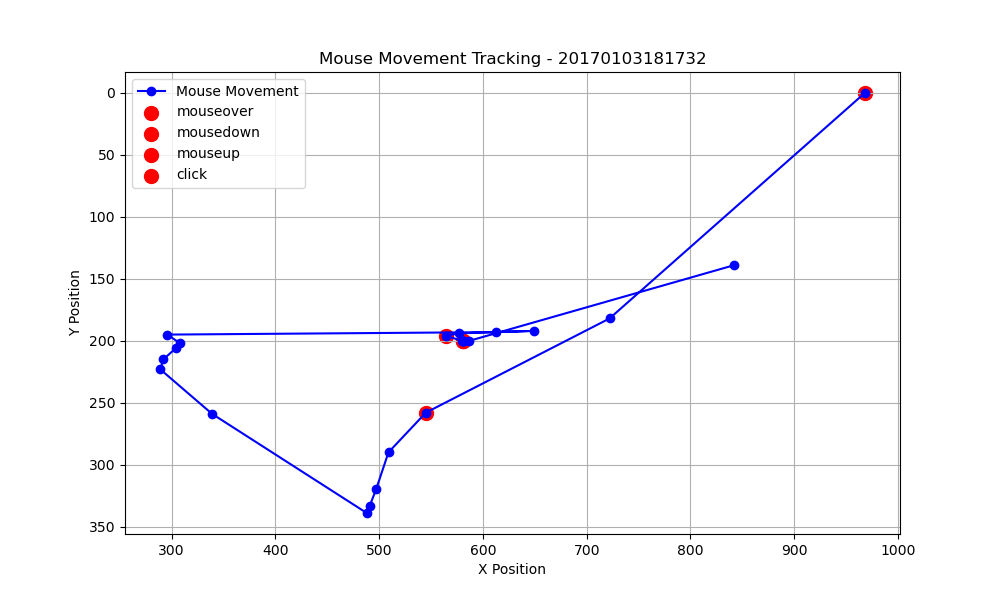 Mouse Movement Tracking - 20170103181732
Mouse Movement
mouseover
mousedown
mouseup
click
0
50
100
150
200
250
300
350
Y Position
300 400 500 600 700 800 900 1000
X Position